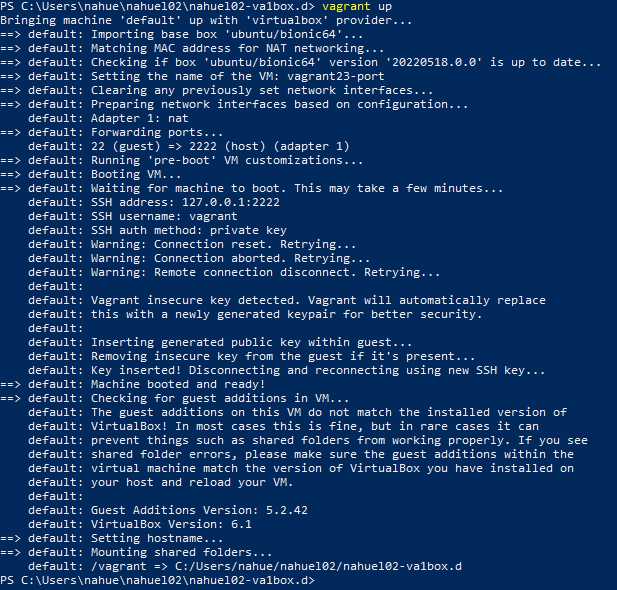 PS C:\Users\nahue\nahuel02\nahuel02-va1box.d> vagrant up
Bringing machine 'default' up with 'virtualbox' provider...
==> default: Importing base box 'ubuntu/bionic64'...
==> default: Matching MAC address for NAT networking...
==> default: Checking if box 'ubuntu/bionic64' version '20220518.0.0' is up to date...
==> default: Setting the name of the VM: vagrant23-port
==> default: Clearing any previously set network interfaces...
==> default: Preparing network interfaces based on configuration...
    default: Adapter 1: nat
==> default: Forwarding ports...
    default: 22 (guest) => 2222 (host) (adapter 1)
==> default: Running 'pre-boot' VM customizations...
==> default: Booting VM...
==> default: Waiting for machine to boot. This may take a few minutes...
    default: SSH address: 127.0.0.1:2222
    default: SSH username: vagrant
    default: SSH auth method: private key
    default: Warning: Connection reset. Retrying...
    default: Warning: Connection aborted. Retrying...
    default: Warning: Remote connection disconnect. Retrying...
    default:
    default: Vagrant insecure key detected. Vagrant will automatically replace
    default: this with a newly generated keypair for better security.
    default:
    default: Inserting generated public key within guest...
    default: Removing insecure key from the guest if it's present...
    default: Key inserted! Disconnecting and reconnecting using new SSH key...
==> default: Machine booted and ready!
==> default: Checking for guest additions in VM...
    default: The guest additions on this VM do not match the installed version of
    default: VirtualBox! In most cases this is fine, but in rare cases it can
    default: prevent things such as shared folders from working properly. If you see
    default: shared folder errors, please make sure the guest additions within the
    default: virtual machine match the version of VirtualBox you have installed on
    default: your host and reload your VM.
    default:
    default: Guest Additions Version: 5.2.42
    default: VirtualBox Version: 6.1
==> default: Setting hostname...
==> default: Mounting shared folders...
    default: /vagrant => C:/Users/nahue/nahuel02/nahuel02-va1box.d
PS C:\Users\nahue\nahuel02\nahuel02-va1box.d>